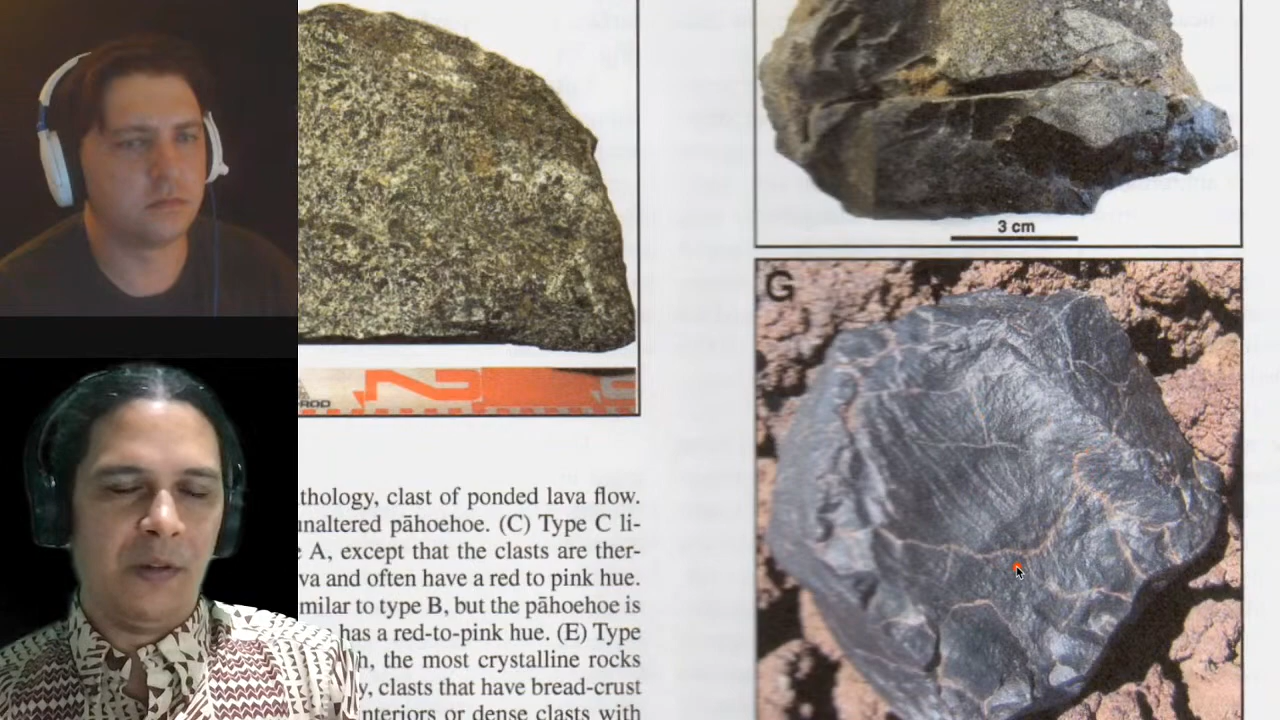 3 cm
G
ROD
thology, clast of ponded lava flow.
unaltered pāhoehoe. (C) Type C li-
A, except that the clasts are ther-
va and often have a red to pink hue.
milar to type B, but the pāhoehoe is
has a red-to-pink hue. (E) Type
h, the most crystalline rocks
y, clasts that have bread-crust
nteriors or dense clasts with